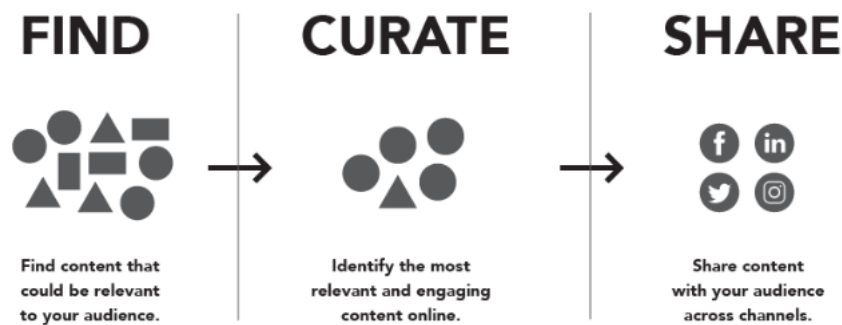 FIND
CURATE
SHARE
f
in
Find content that
could be relevant
to your audience.
Identify the most
relevant and engaging
content online.
Share content
with your audience
across channels.